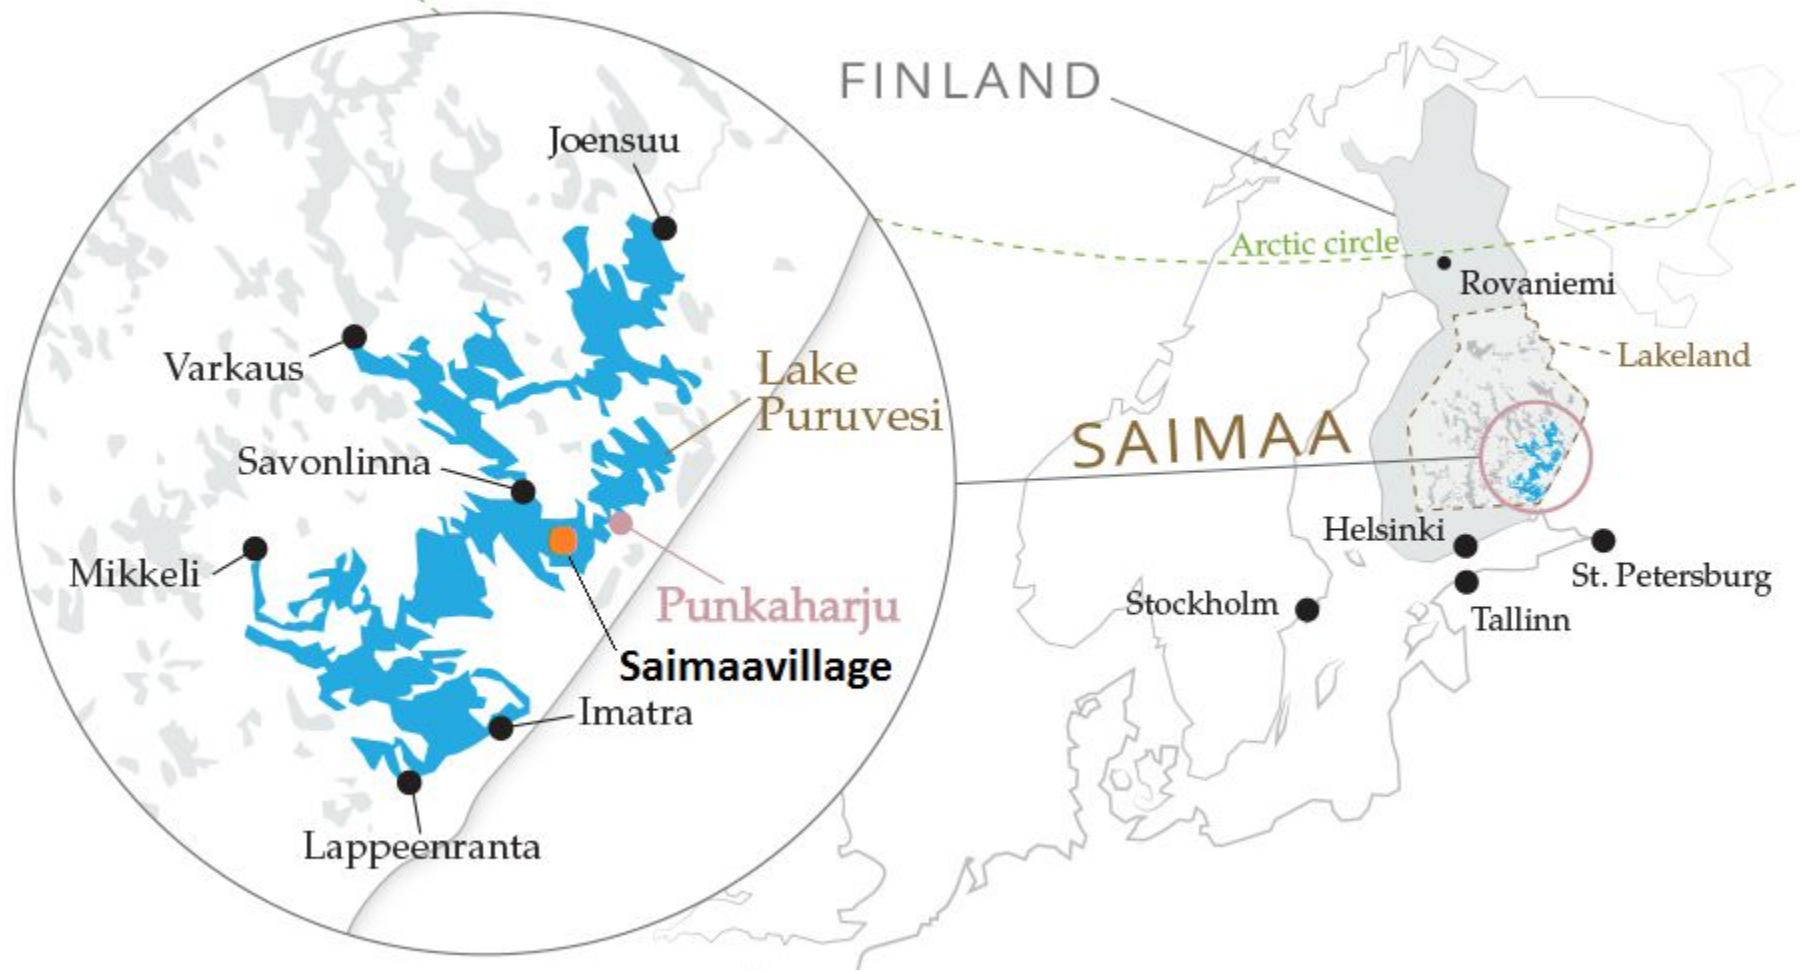 FINLAND
Joensuu
Arctic circle
Rovaniemi
Varkaus
Lake
Puruvesi
Lakeland
SAIMAA
Savonlinna
Helsinki
Mikkeli
St. Petersburg
Punkaharju
Stockholm
Tallinn
Saimaavillage
Imatra
Lappeenranta